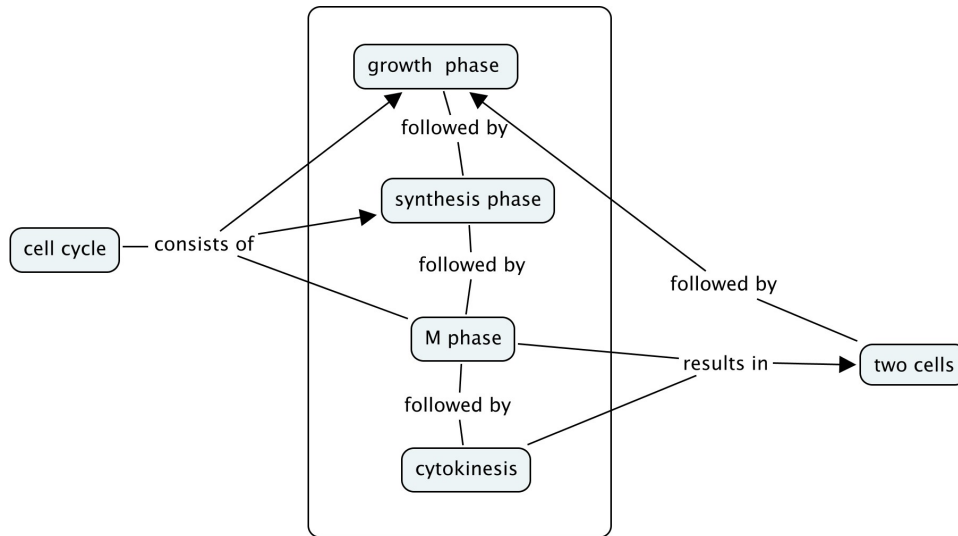 growth phase
followed by
synthesis phase
cell cycle
consists of
followed by
followed by
M phase
results in
two cells
followed by
cytokinesis